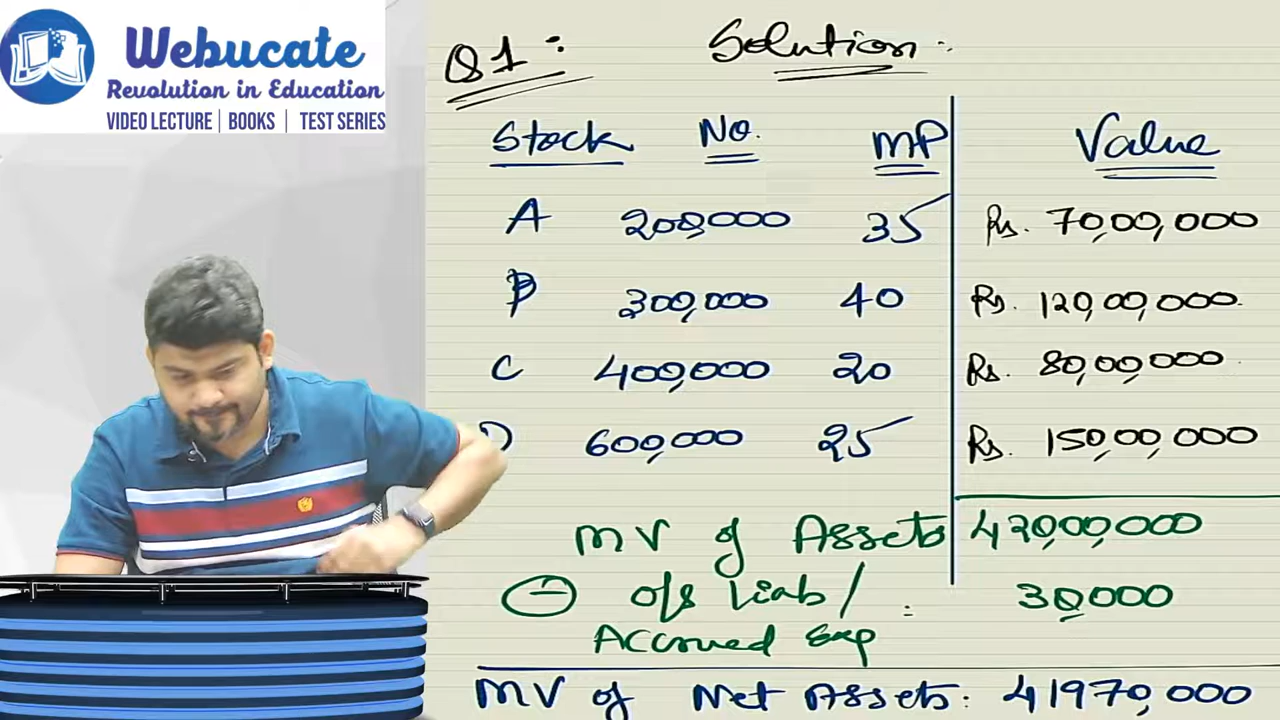 Webucate
Revolution in Education
VIDEO LECTURE | BOOKS | TEST SERIES
Q1: Solution:
Stock No. MP Value
A 200,000 35 Rs. 70,00,000
B 300,000 40 Rs. 120,00,000
C 400,000 20 Rs. 80,00,000
D 600,000 25 Rs. 150,00,000
MV of Assets 420,00,000
(-) o/s Liab/ : 30,000
Accrued Exp
MV of Net Assets: 41970,000